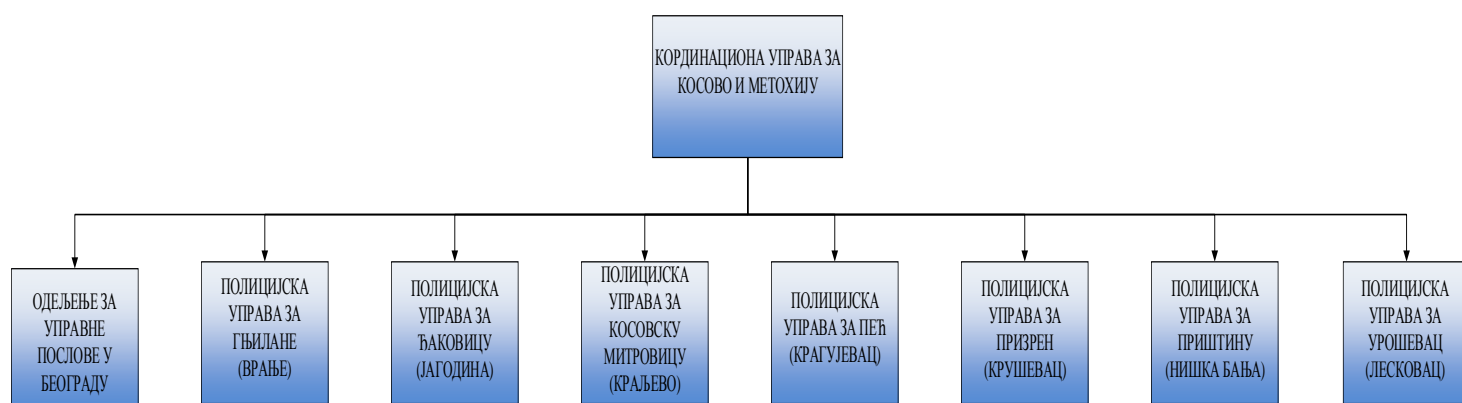 КОРДИНАЦИОНА УПРАВА ЗА
КОСОВО И МЕТОХИЈУ
ОДЕЉЕЊЕ ЗА
УПРАВНЕ
ПОСЛОВЕ У
БЕОГРАДУ
ПОЛИЦИЈСКА
УПРАВА ЗА
ГЊИЛАНЕ
(ВРАЊЕ)
ПОЛИЦИЈСКА
УПРАВА ЗА
ЂАКОВИЦУ
(ЈАГОДИНА)
ПОЛИЦИЈСКА
УПРАВА ЗА
КОСОВСКУ
МИТРОВИЦУ
(КРАЉЕВО)
ПОЛИЦИЈСКА
УПРАВА ЗА ПЕЋ
(КРАГУЈЕВАЦ)
ПОЛИЦИЈСКА
УПРАВА ЗА
ПРИЗРЕН
(КРУШЕВАЦ)
ПОЛИЦИЈСКА
УПРАВА ЗА
ПРИШТИНУ
(НИШКА БАЊА)
ПОЛИЦИЈСКА
УПРАВА ЗА
УРОШЕВАЦ
(ЛЕСКОВАЦ)